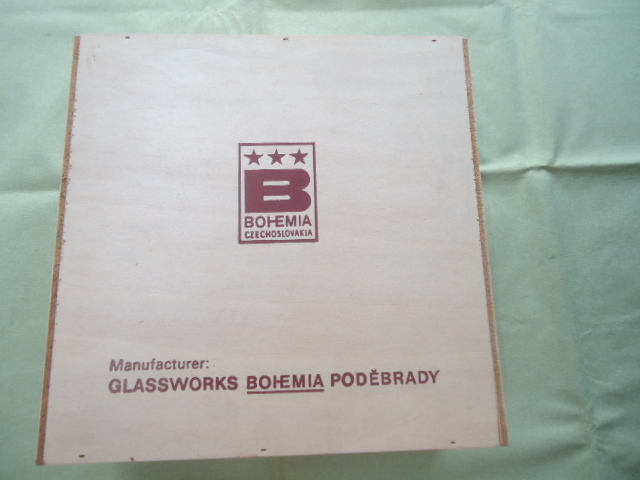 B
BOHEMIA
CZECHOSLOVAKIA
Manufacturer:
GLASSWORKS BOHEMIA PODĚBRADY